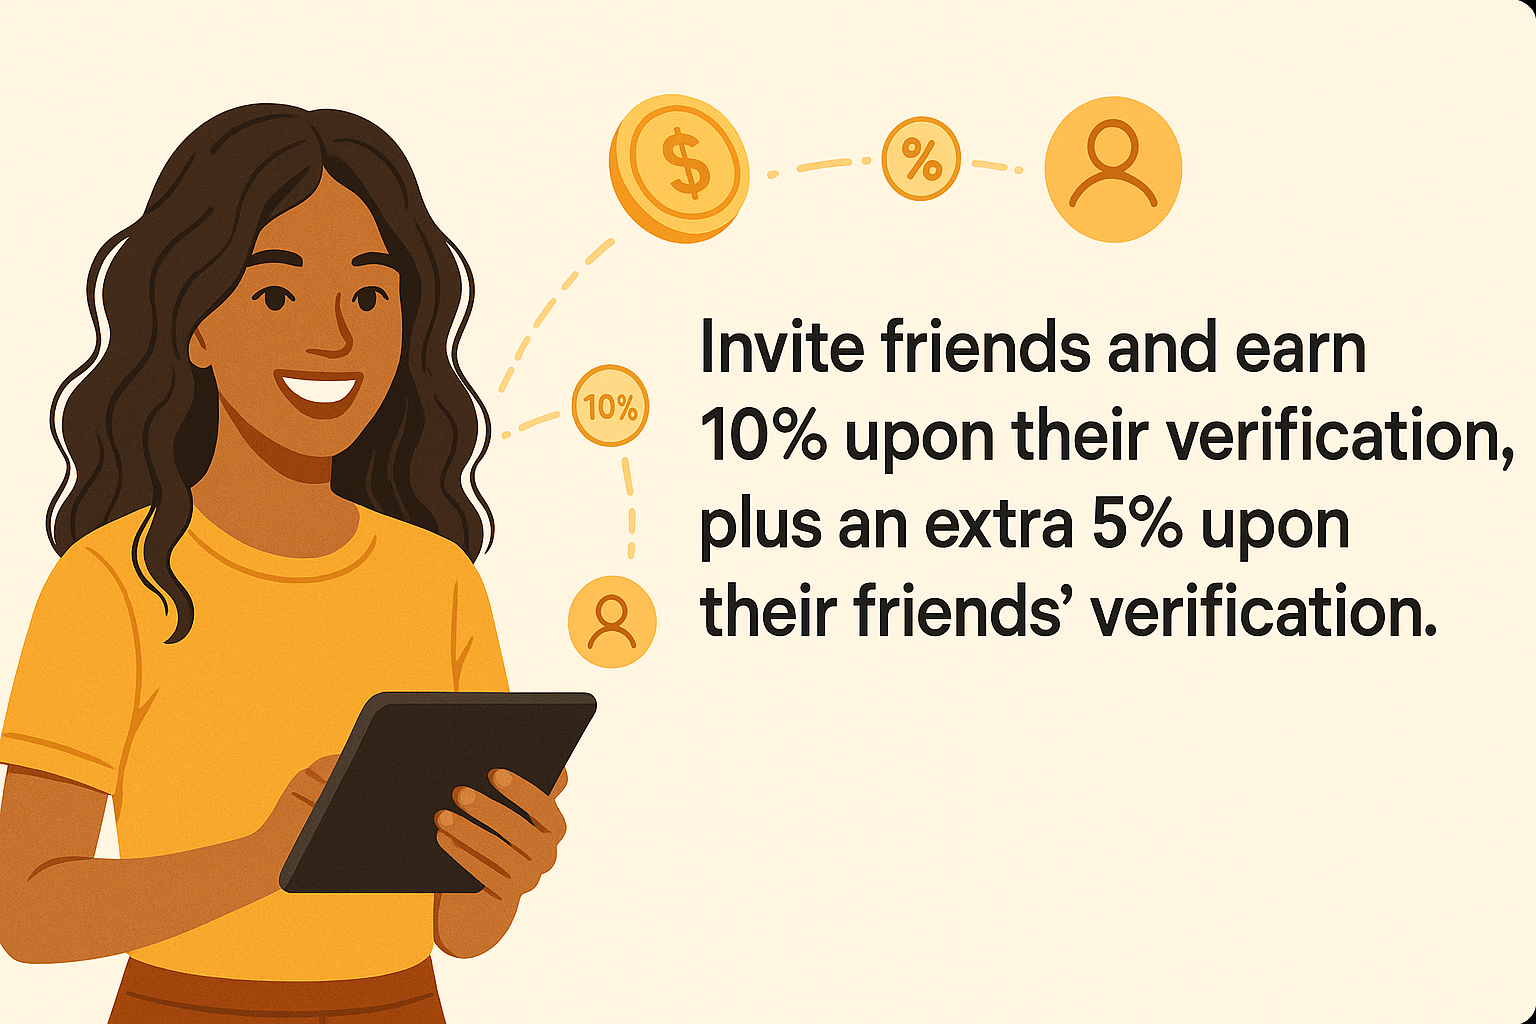 $
%
10%
Invite friends and earn
10% upon their verification,
plus an extra 5% upon
their friends’ verification.